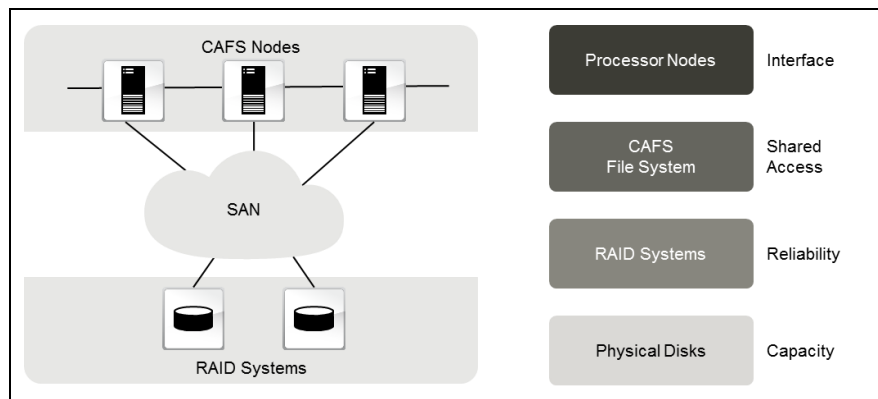 CAFS Nodes
SAN
RAID Systems
Processor Nodes
Interface
CAFS
File System
Shared
Access
RAID Systems
Reliability
Physical Disks
Capacity